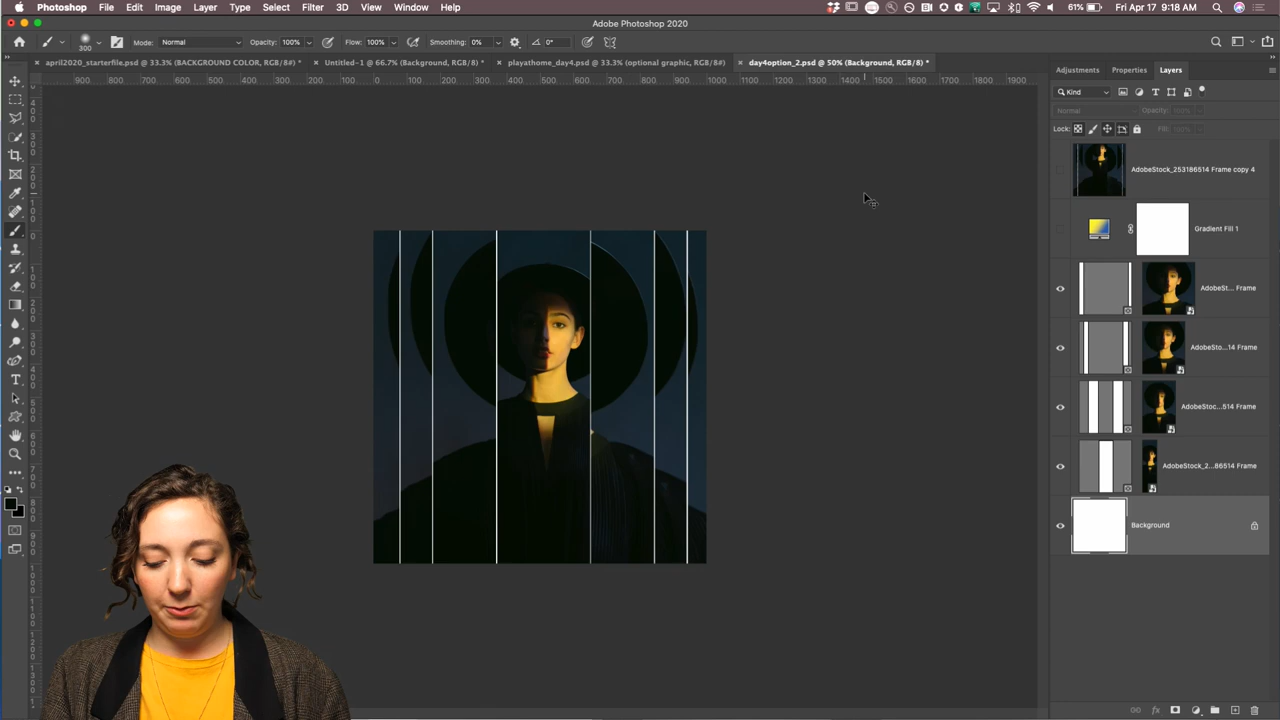 Photoshop File Edit Image Layer Type Select Filter 3D View Window Help 61% Fri Apr 17 9:18 AM
Adobe Photoshop 2020
300 Mode: Normal Opacity: 100% Flow: 100% Smoothing: 0% 0°
april2020_starterfile.psd @ 33.3% (BACKGROUND COLOR, RGB/8#) * Untitled-1 @ 66.7% (Background, RGB/8) * playathome_day4.psd @ 33.3% (optional graphic, RGB/8#) day4option_2.psd @ 50% (Background, RGB/8) *
Adjustments Properties Layers
900 800 700 600 500 400 300 200 100 0 100 200 300 400 500 600 700 800 900 1000 1100 1200 1300 1400 1500 1600 1700 1800 1900
Kind
Normal Opacity: 100%
Lock: Fill: 100%
AdobeStock_253186514 Frame copy 4
Gradient Fill 1
AdobeSt... Frame
AdobeSto...14 Frame
AdobeStoc...514 Frame
AdobeStock_2...86514 Frame
Background